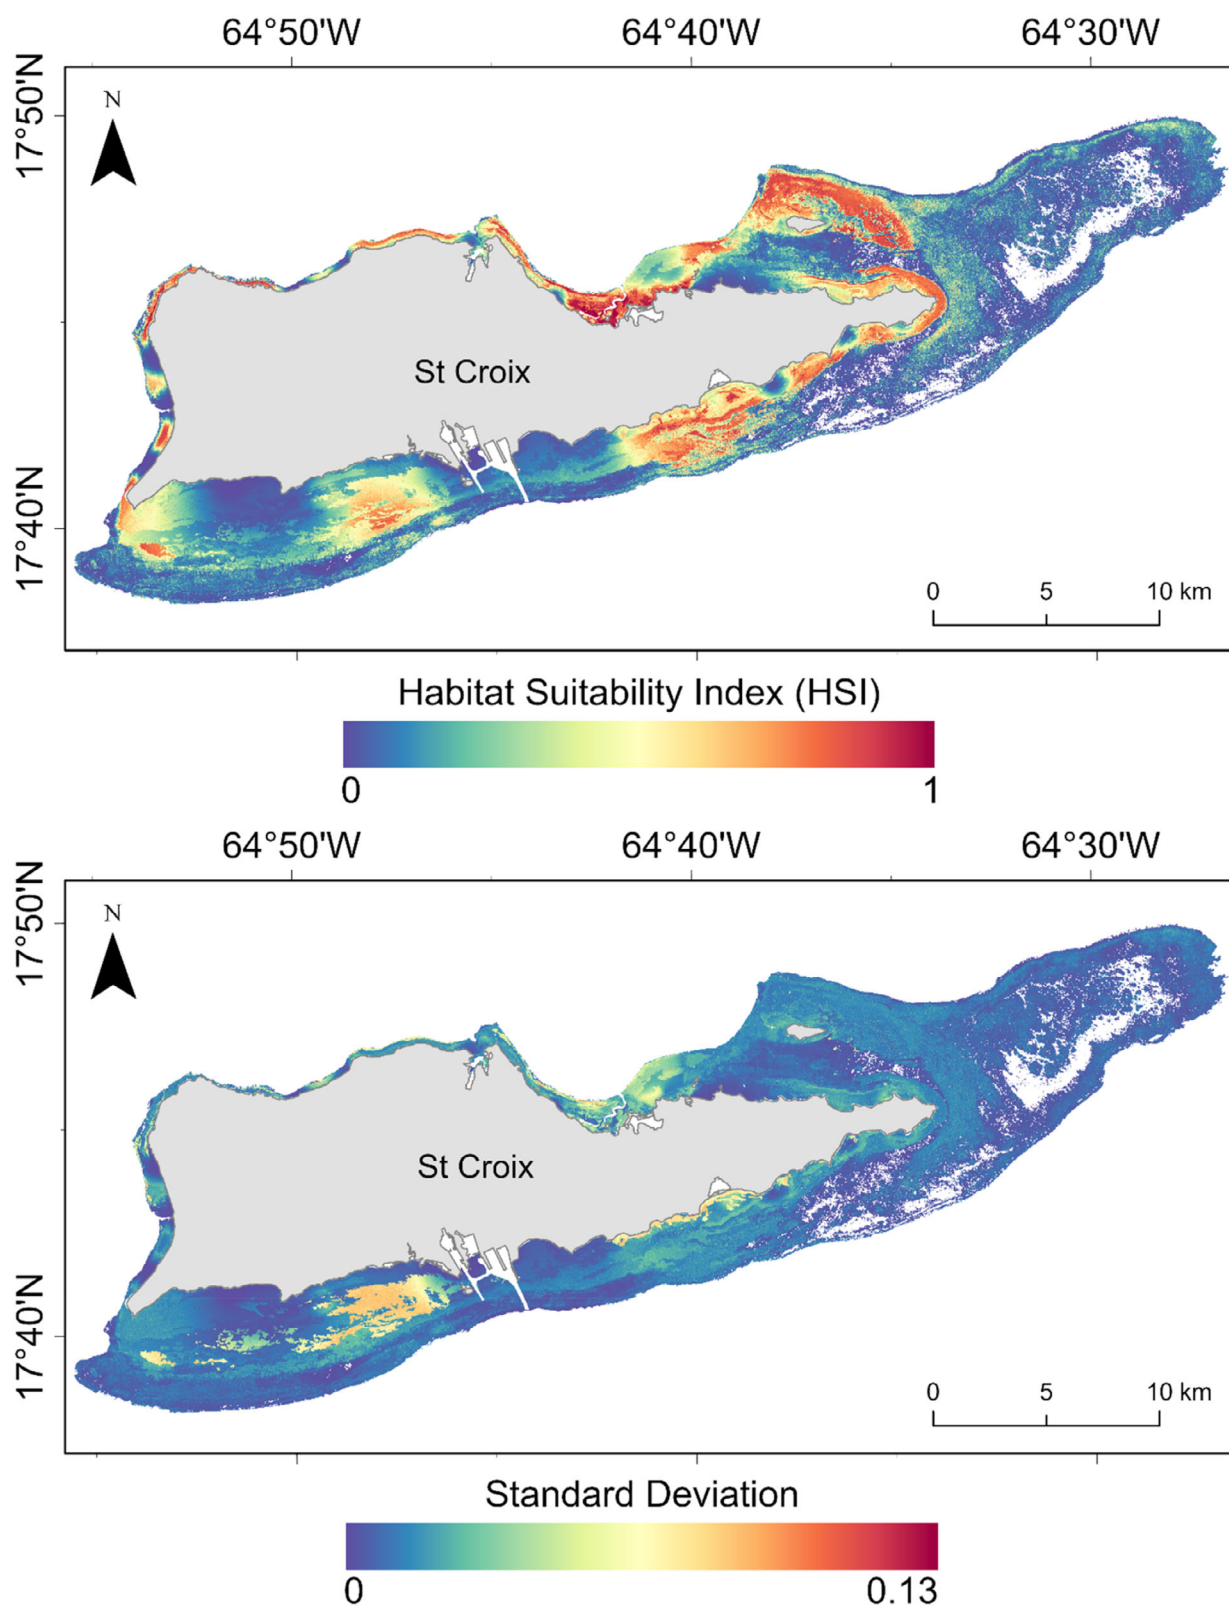 64°50'W 64°40'W 64°30'W
17°50'N
N
St Croix
17°40'N
0 5 10 km
Habitat Suitability Index (HSI)
0 1
64°50'W 64°40'W 64°30'W
17°50'N
N
St Croix
17°40'N
0 5 10 km
Standard Deviation
0 0.13